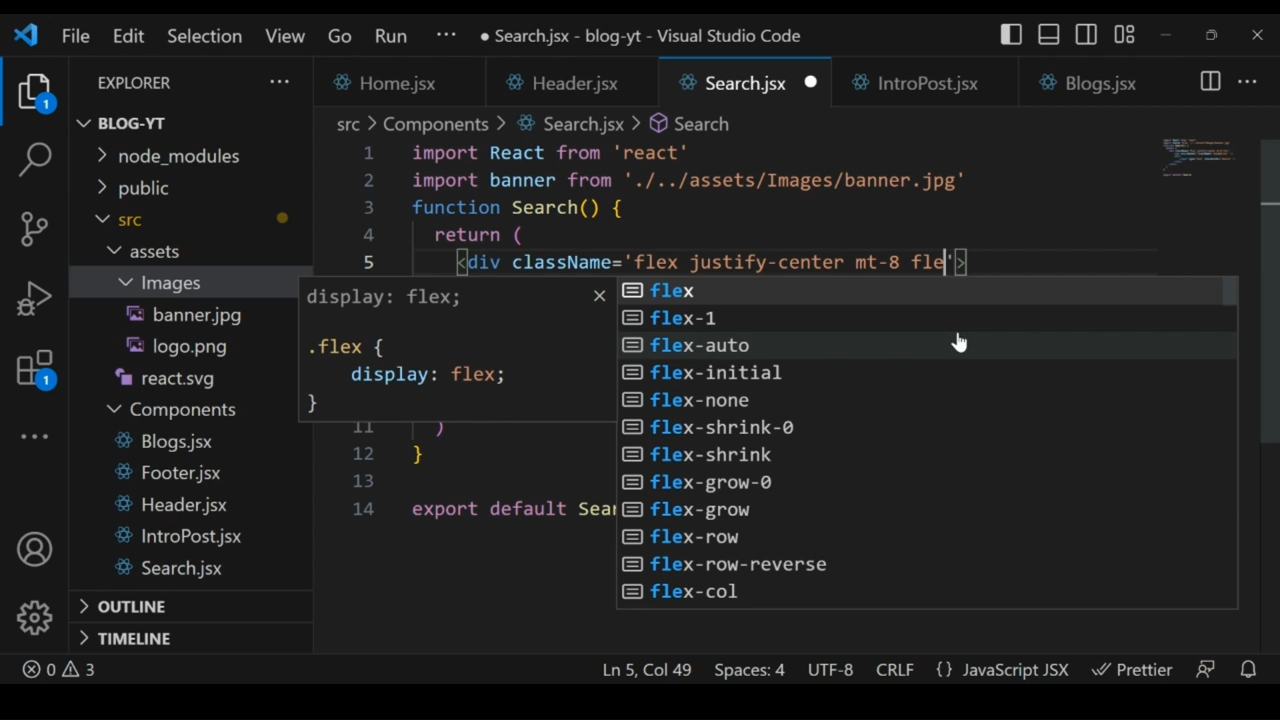 File Edit Selection View Go Run ··· ● Search.jsx - blog-yt - Visual Studio Code
EXPLORER ···
Home.jsx Header.jsx Search.jsx ● IntroPost.jsx Blogs.jsx ···
1
BLOG-YT
node_modules
public
src
assets
Images
banner.jpg
logo.png
react.svg
Components
Blogs.jsx
Footer.jsx
Header.jsx
IntroPost.jsx
Search.jsx
OUTLINE
TIMELINE
1
src > Components > Search.jsx > Search
1 import React from 'react'
2 import banner from './../assets/Images/banner.jpg'
3 function Search() {
4 return (
5 <div className='flex justify-center mt-8 fle'>
display: flex;
.flex {
display: flex;
}
flex
flex-1
flex-auto
flex-initial
flex-none
flex-shrink-0
flex-shrink
flex-grow-0
flex-grow
flex-row
flex-row-reverse
flex-col
11 )
12 }
13
14 export default Sear
0 3 Ln 5, Col 49 Spaces: 4 UTF-8 CRLF {} JavaScript JSX Prettier